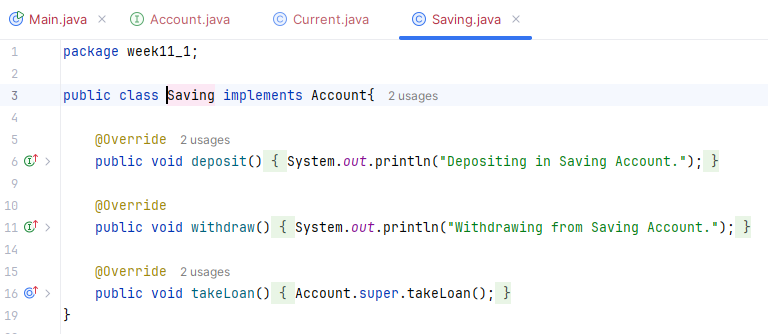 Main.java Account.java Current.java Saving.java
1 package week11_1;
2
3 public class Saving implements Account{ 2 usages
4
5 @Override 2 usages
6 public void deposit() { System.out.println("Depositing in Saving Account."); }
9
10 @Override
11 public void withdraw() { System.out.println("Withdrawing from Saving Account."); }
14
15 @Override 2 usages
16 public void takeLoan() { Account.super.takeLoan(); }
19 }